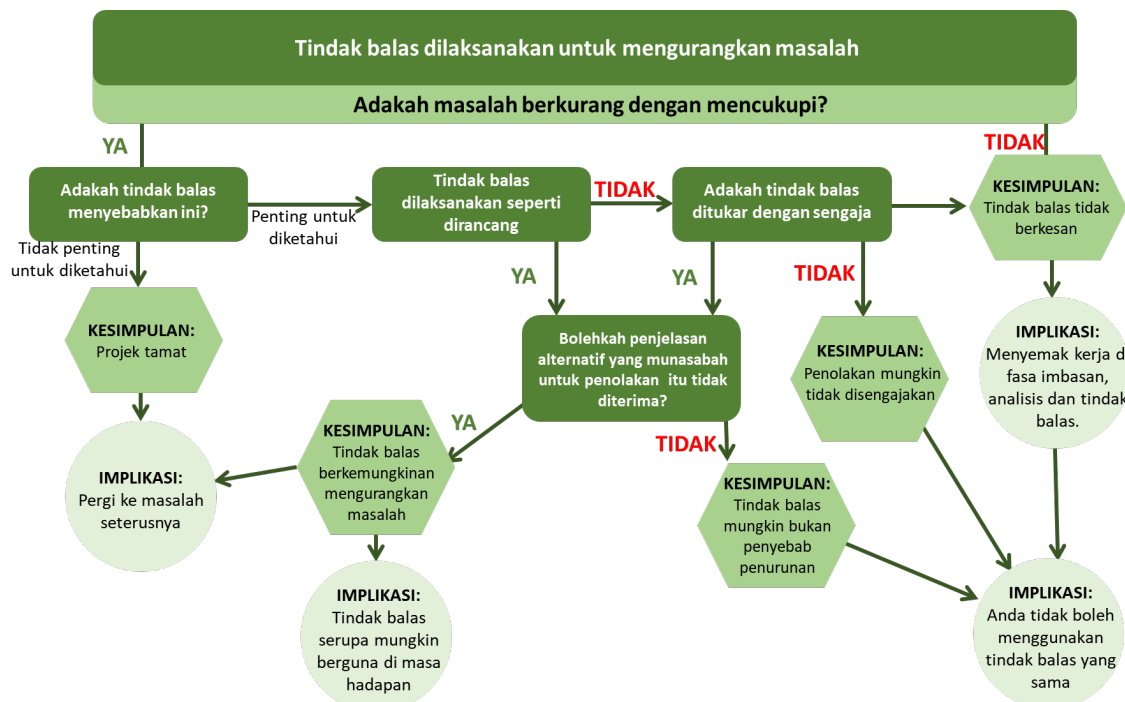 Tindak balas dilaksanakan untuk mengurangkan masalah
Adakah masalah berkurang dengan mencukupi?
YA
TIDAK
Adakah tindak balas
menyebabkan ini?
Penting untuk
diketahui
Tindak balas
dilaksanakan seperti
dirancang
TIDAK
Adakah tindak balas
ditukar dengan sengaja
KESIMPULAN:
Tindak balas tidak
berkesan
Tidak penting
untuk diketahui
YA
YA
TIDAK
KESIMPULAN:
Projek tamat
Bolehkah penjelasan
alternatif yang munasabah
untuk penolakan itu tidak
diterima?
KESIMPULAN:
Penolakan mungkin
tidak disengajakan
IMPLIKASI:
Menyemak kerja d
fasa imbasan,
analisis dan tindak
balas.
YA
TIDAK
KESIMPULAN:
Tindak balas
berkemungkinan
mengurangkan
masalah
IMPLIKASI:
Pergi ke masalah
seterusnya
KESIMPULAN:
Tindak balas
mungkin bukan
penyebab
penurunan
IMPLIKASI:
Tindak balas
serupa mungkin
berguna di masa
hadapan
IMPLIKASI:
Anda tidak boleh
menggunakan
tindak balas yang
sama